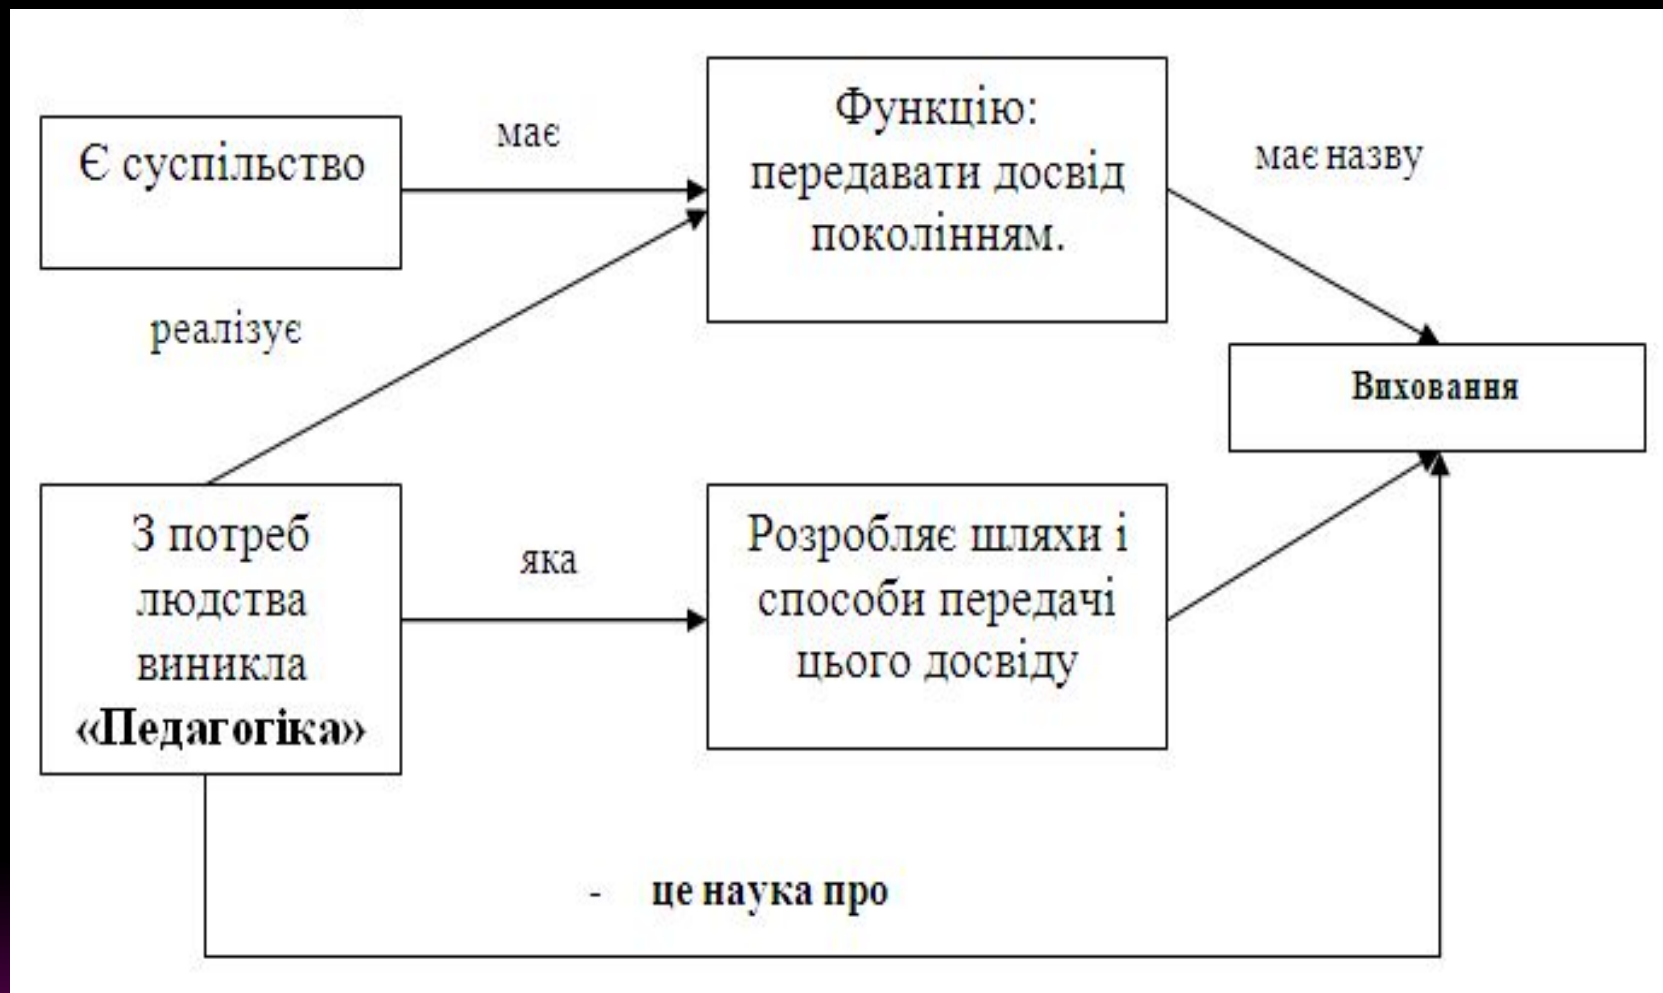 Є суспільство
має
Функцію:
передавати досвід
поколінням.
має назву
реалізує
Виховання
З потреб
людства
виникла
«Педагогіка»
яка
Розробляє шляхи і
способи передачі
цього досвіду
- це наука про